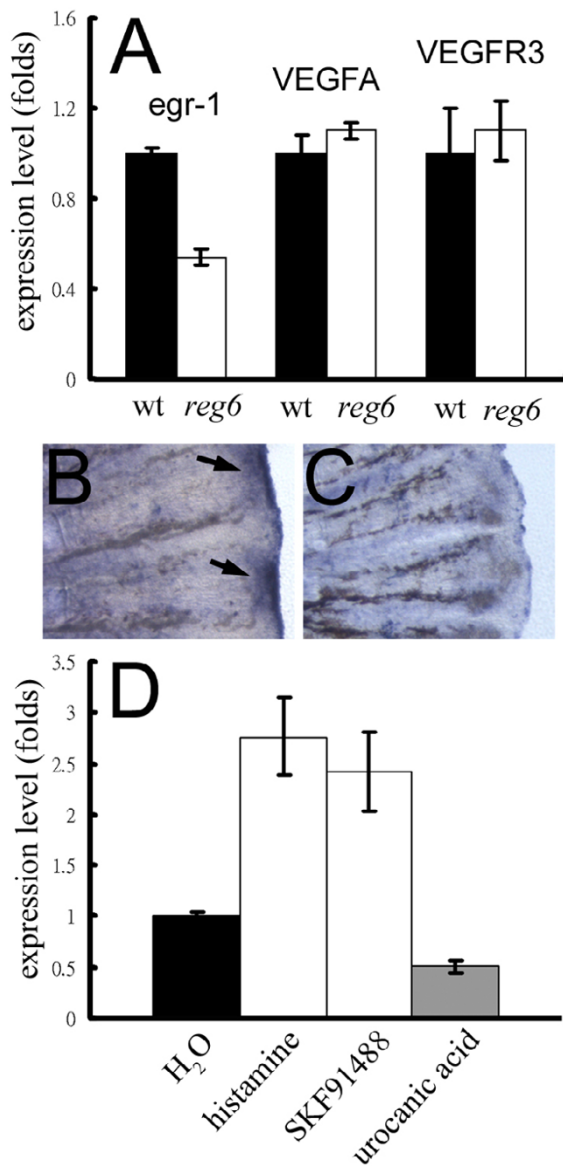 A
egr-1
VEGFA
VEGFR3
expression level (folds)
1.6
1.2
0.8
0.4
0
wt reg6 wt reg6 wt reg6
B
C
D
expression level (folds)
3.5
3
2.5
2
1.5
1
0.5
0
H₂O
histamine
SKF91488
urocanic acid